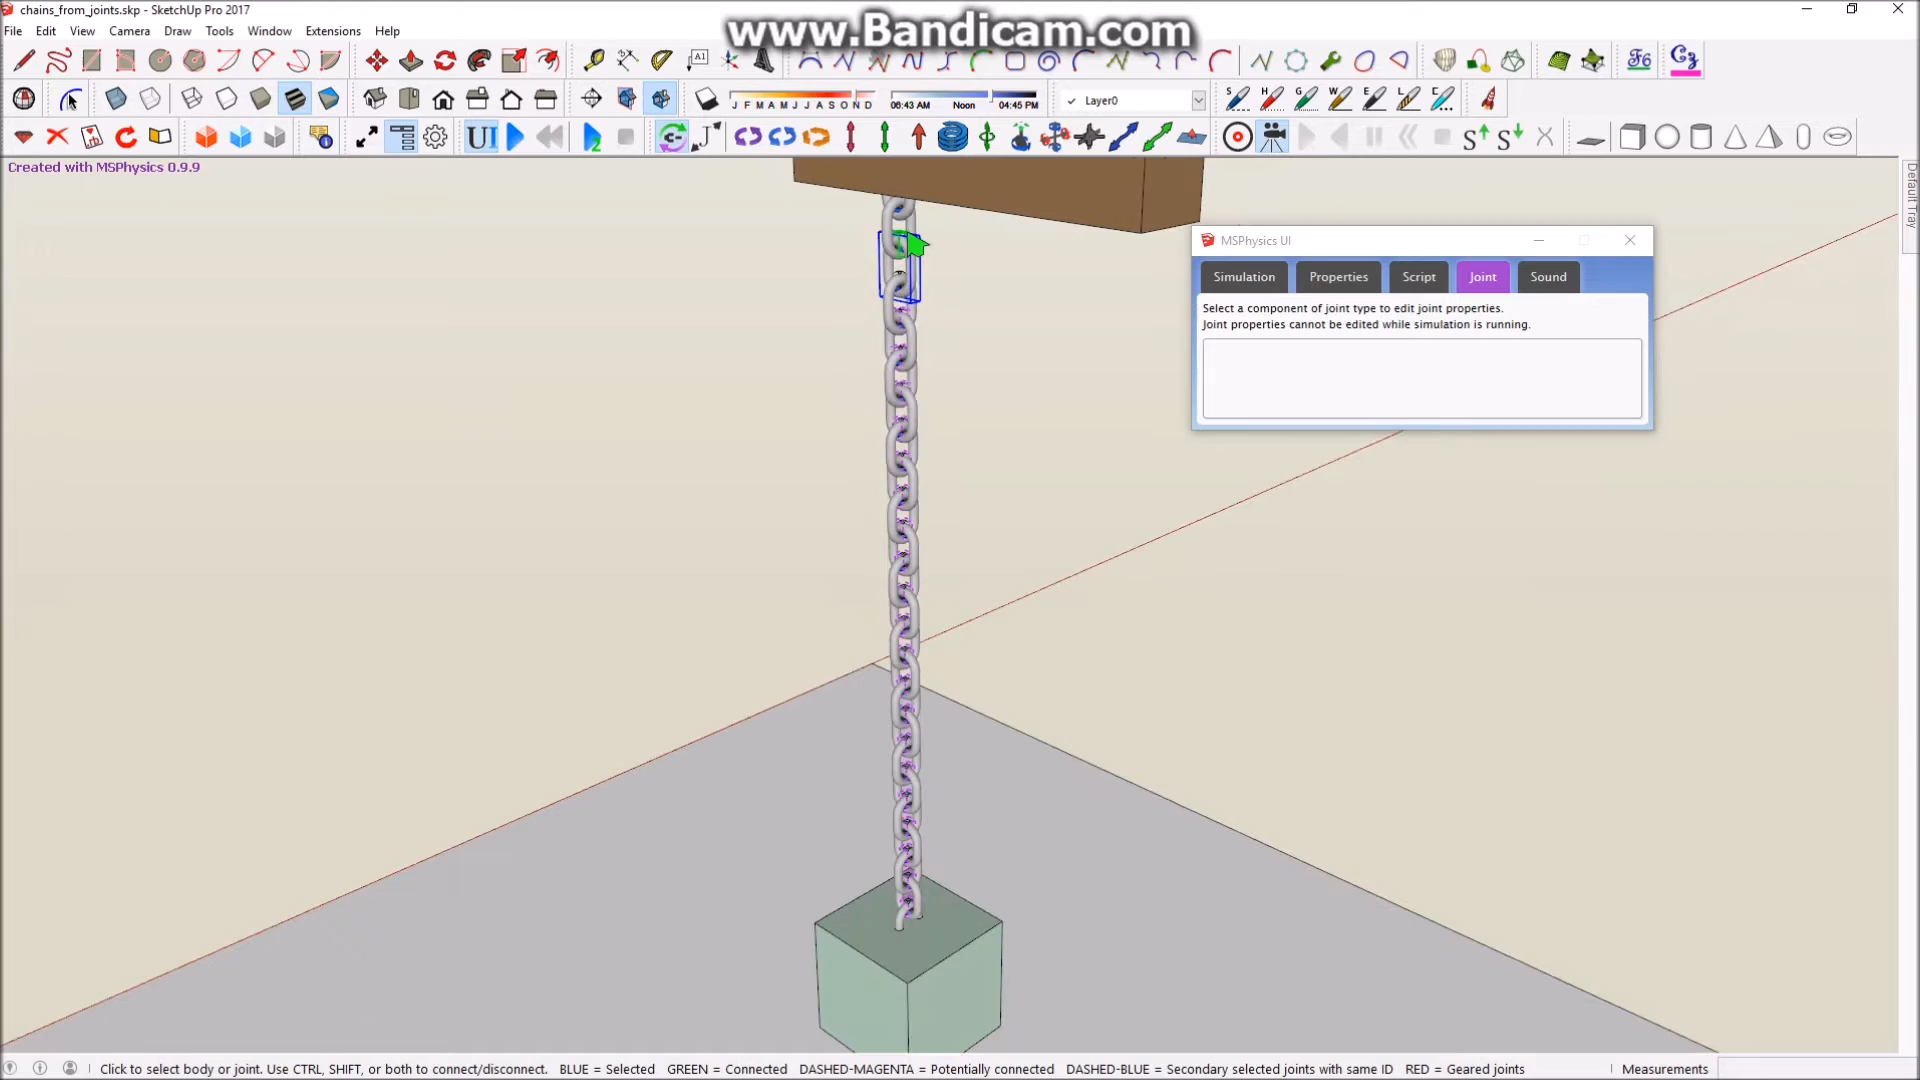 chains_from_joints.skp - SketchUp Pro 2017
www.Bandicam.com
File Edit View Camera Draw Tools Window Extensions Help
A1
F6
J F M A M J J A S O N D
06:43 AM Noon 04:45 PM
✓ Layer0
S H G W E L C
UI
2
Created with MSPhysics 0.9.9
Default Tray
MSPhysics UI
Simulation Properties Script Joint Sound
Select a component of joint type to edit joint properties.
Joint properties cannot be edited while simulation is running.
Click to select body or joint. Use CTRL, SHIFT, or both to connect/disconnect. BLUE = Selected GREEN = Connected DASHED-MAGENTA = Potentially connected DASHED-BLUE = Secondary selected joints with same ID RED = Geared joints
Measurements